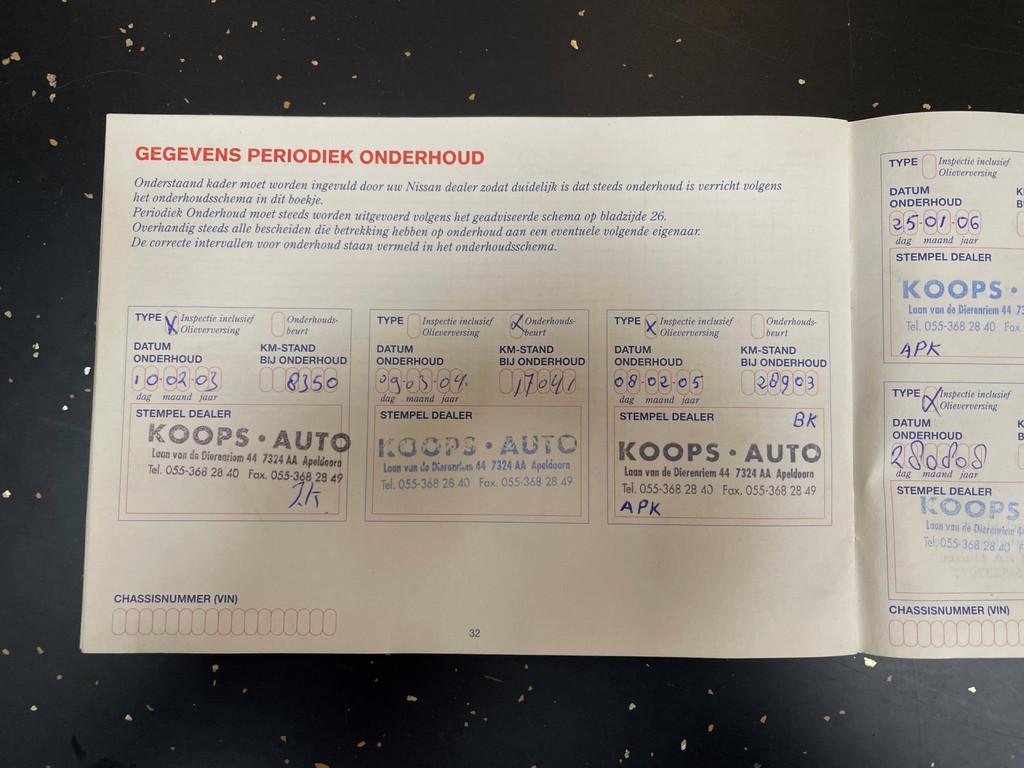 GEGEVENS PERIODIEK ONDERHOUD
Onderstaand kader moet worden ingevuld door uw Nissan dealer zodat duidelijk is dat steeds onderhoud is verricht volgens
het onderhoudsschema in dit boekje.
Periodiek Onderhoud moet steeds worden uitgevoerd volgens het geadviseerde schema op bladzijde 26.
Overhandig steeds alle bescheiden die betrekking hebben op onderhoud aan een eventuele volgende eigenaar.
De correcte intervallen voor onderhoud staan vermeld in het onderhoudsschema.
TYPE X Inspectie inclusief Olieverversing Onderhouds-beurt
DATUM ONDERHOUD
KM-STAND BIJ ONDERHOUD
10-02-03 8350
dag maand jaar
STEMPEL DEALER
KOOPS • AUTO
Laan van de Dierenriem 44 7324 AA Apeldoorn
Tel. 055-368 28 40 Fax. 055-368 28 49
TYPE Inspectie inclusief Olieverversing X Onderhouds-beurt
DATUM ONDERHOUD
KM-STAND BIJ ONDERHOUD
09-03-04. 17041
dag maand jaar
STEMPEL DEALER
KOOPS • AUTO
Laan van de Dierenriem 44 7324 AA Apeldoorn
Tel. 055-368 28 40 Fax. 055-368 28 49
TYPE X Inspectie inclusief Olieverversing Onderhouds-beurt
DATUM ONDERHOUD
KM-STAND BIJ ONDERHOUD
08-02-05 28903
dag maand jaar
STEMPEL DEALER BK
KOOPS • AUTO
Laan van de Dierenriem 44 7324 AA Apeldoorn
Tel. 055-368 28 40 Fax. 055-368 28 49
APK
CHASSISNUMMER (VIN)
32
TYPE Inspectie inclusief Olieverversing
DATUM ONDERHOUD
25-01-06
dag maand jaar
STEMPEL DEALER
KOOPS •
Laan van de Dierenriem 44
Tel. 055-368 28 40
APK
TYPE X Inspectie inclusief Olieverversing
DATUM ONDERHOUD
dag maand jaar
STEMPEL DEALER
KOOPS
Laan van de Dierenriem
Tel. 055-368 28 40
CHASSISNUMMER (VIN)